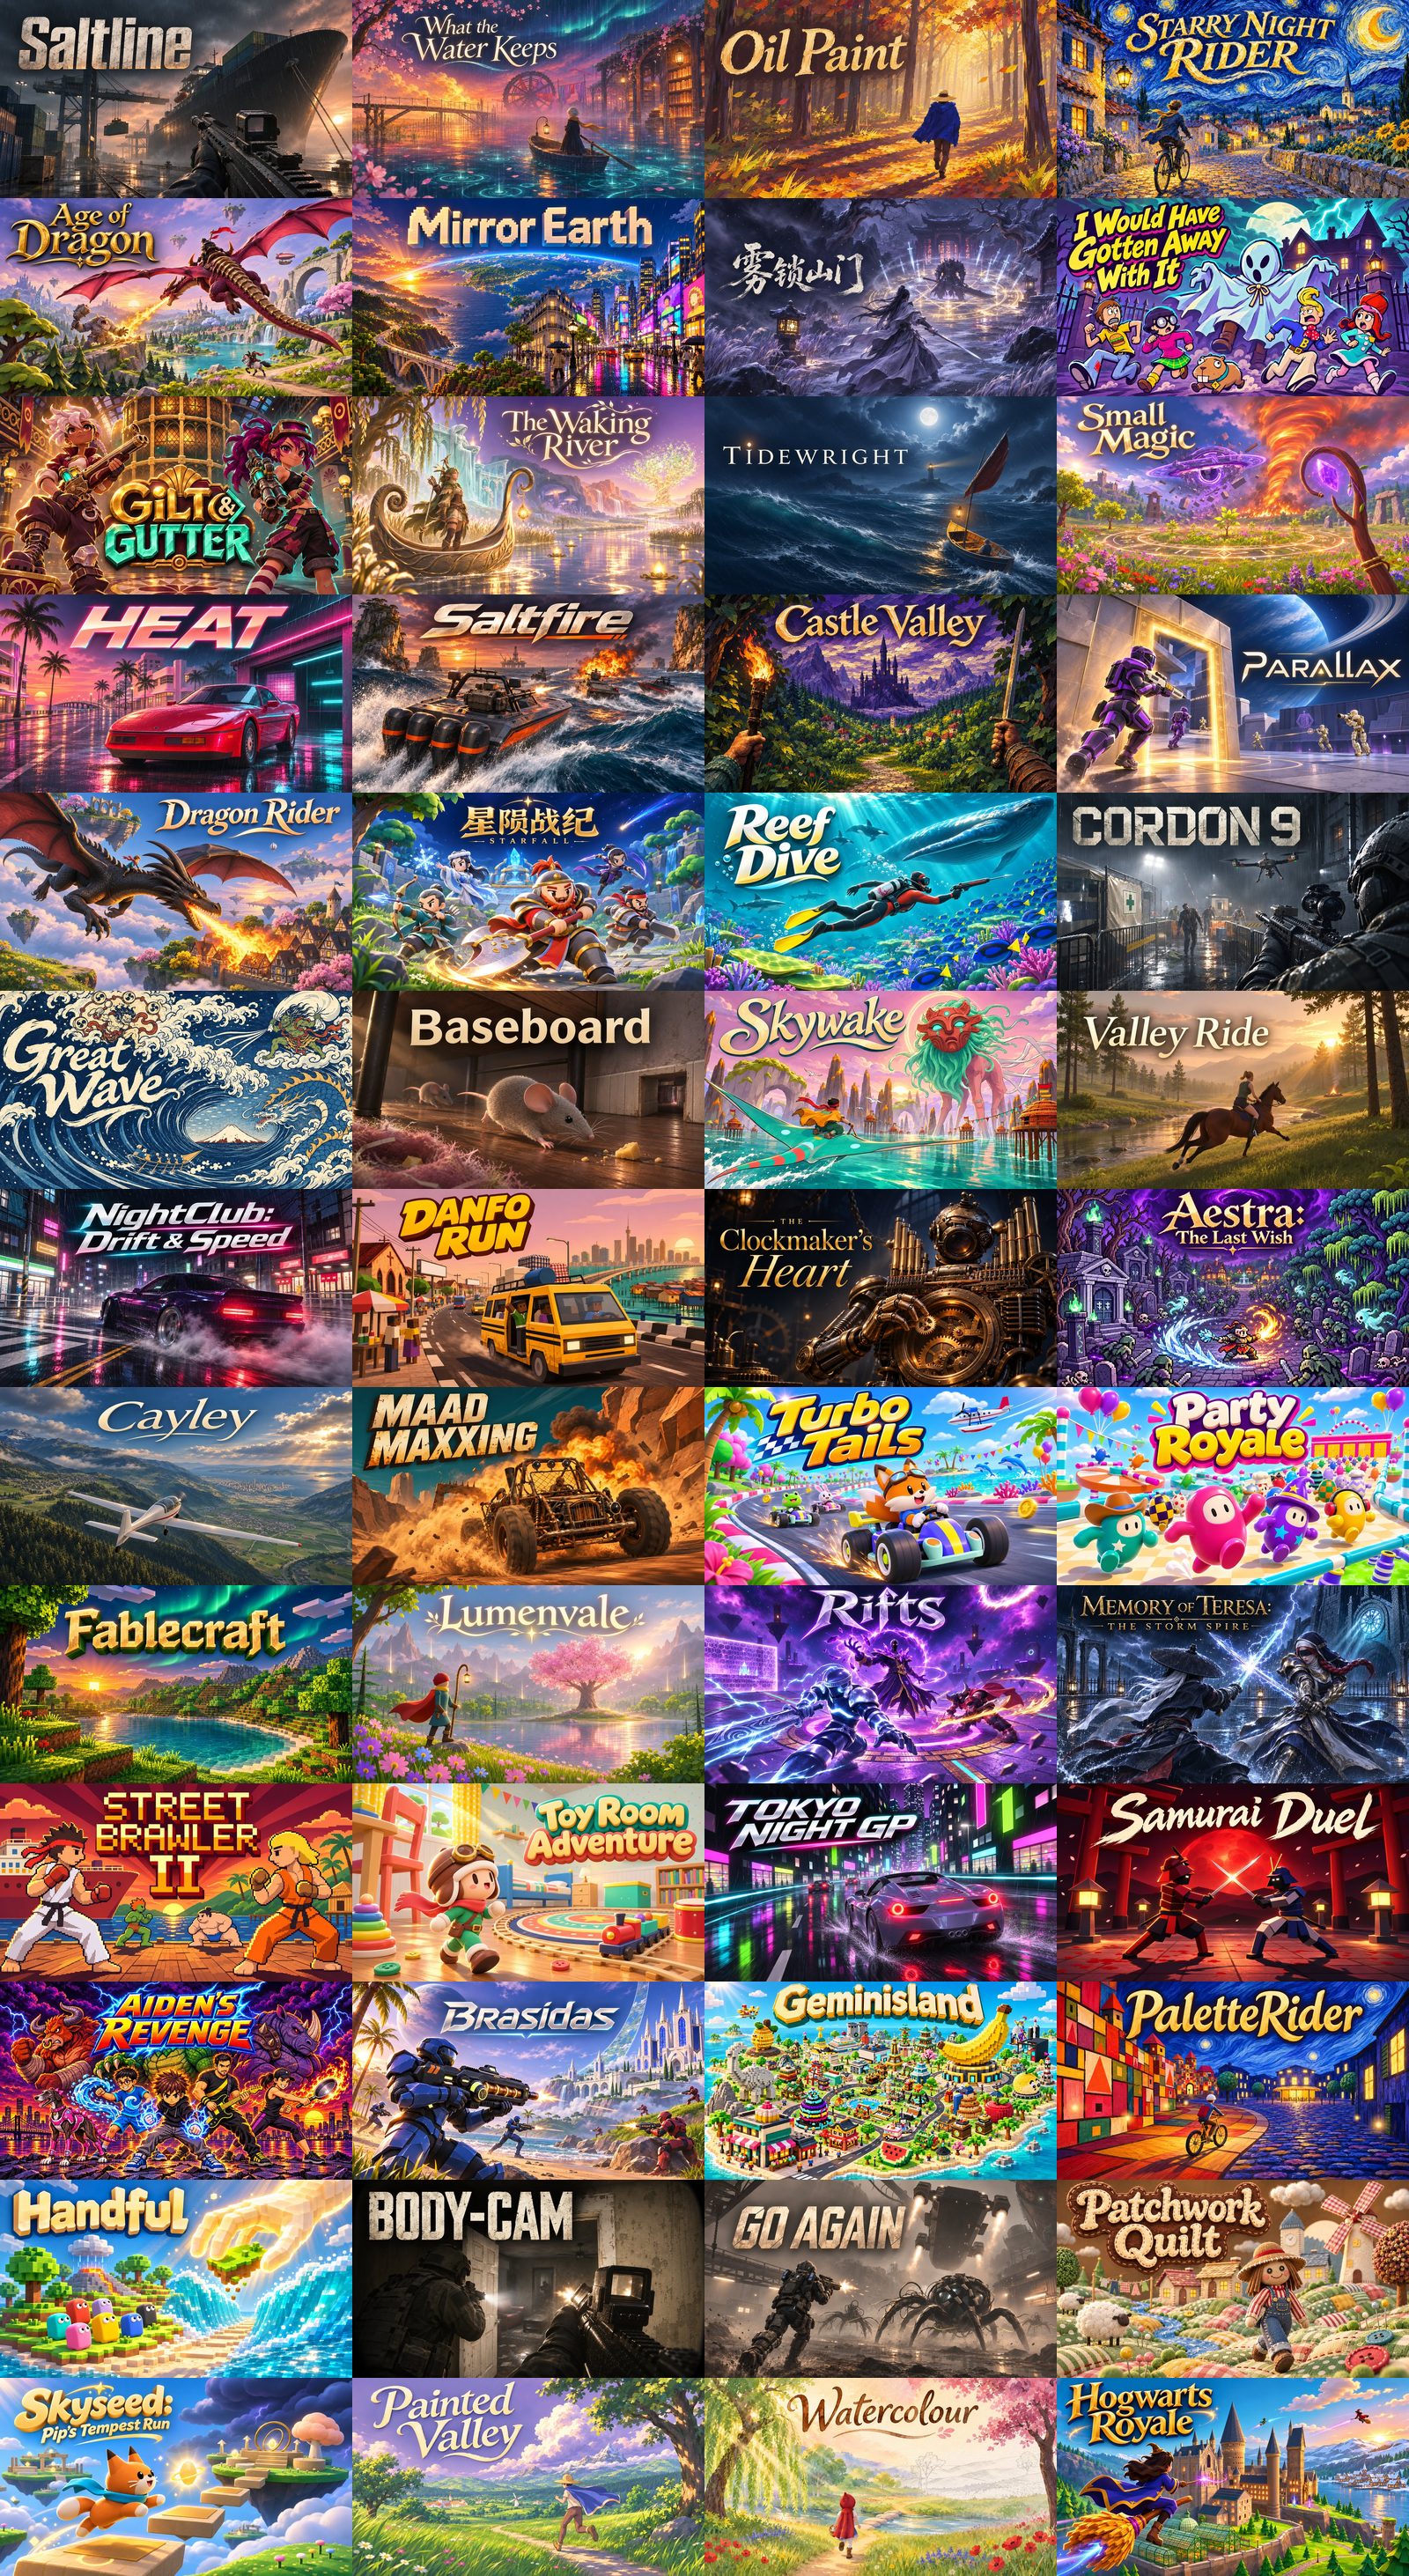 Saltline
What the
Water Keeps
Oil Paint
STARRY NIGHT
RIDER
Age of
Dragon
Mirror Earth
雾锁山门
I Would Have
Gotten Away
With It
GILT &
GUTTER
The Waking
River
TIDEWRIGHT
Small
Magic
HEAT
Saltfire
Castle Valley
PARALLAX
Dragon Rider
星陨战纪
STARFALL
Reef
Dive
CORDON 9
Great
Wave
Baseboard
Skywake
Valley Ride
NightClub:
Drift & Speed
DANFO
RUN
THE
Clockmaker's
Heart
Aestra:
The Last Wish
Cayley
MAAD
MAXXING
Turbo
Tails
Party
Royale
Fablecraft
Lumenvale
Rifts
MEMORY OF TERESA:
THE STORM SPIRE
STREET
BRAWLER
II
Toy Room
Adventure
TOKYO
NIGHT GP
Samurai Duel
AIDEN'S
REVENGE
Brasidas
Geminisland
PaletteRider
Handful
BODY-CAM
GO AGAIN
Patchwork
Quilt
Skyseed:
Pip's Tempest Run
Painted
Valley
Watercolour
Hogwarts
Royale